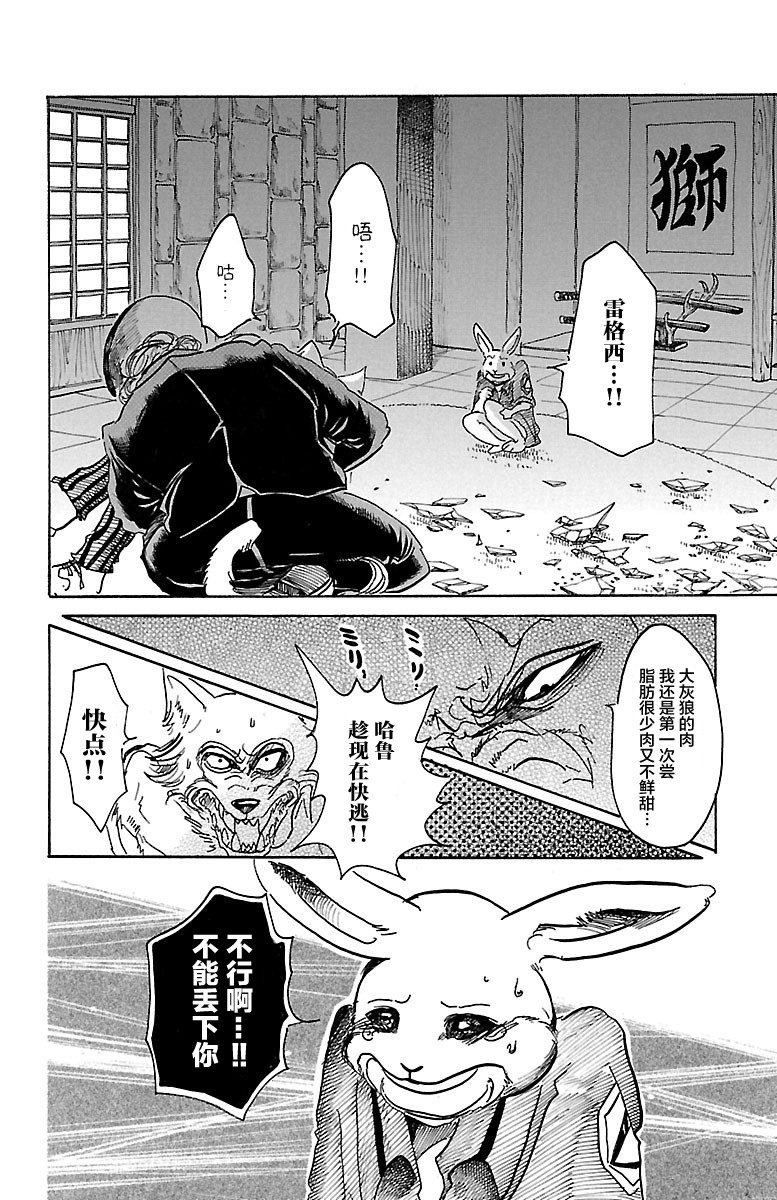 獅
雷格西…!!
唔…!!
咕…
大灰狼的肉
我还是第一次尝
脂肪很少肉又不鲜甜…
ミリ
ミリ
哈鲁
趁现在快逃!!
快点!!
不行啊…!!
不能丢下你